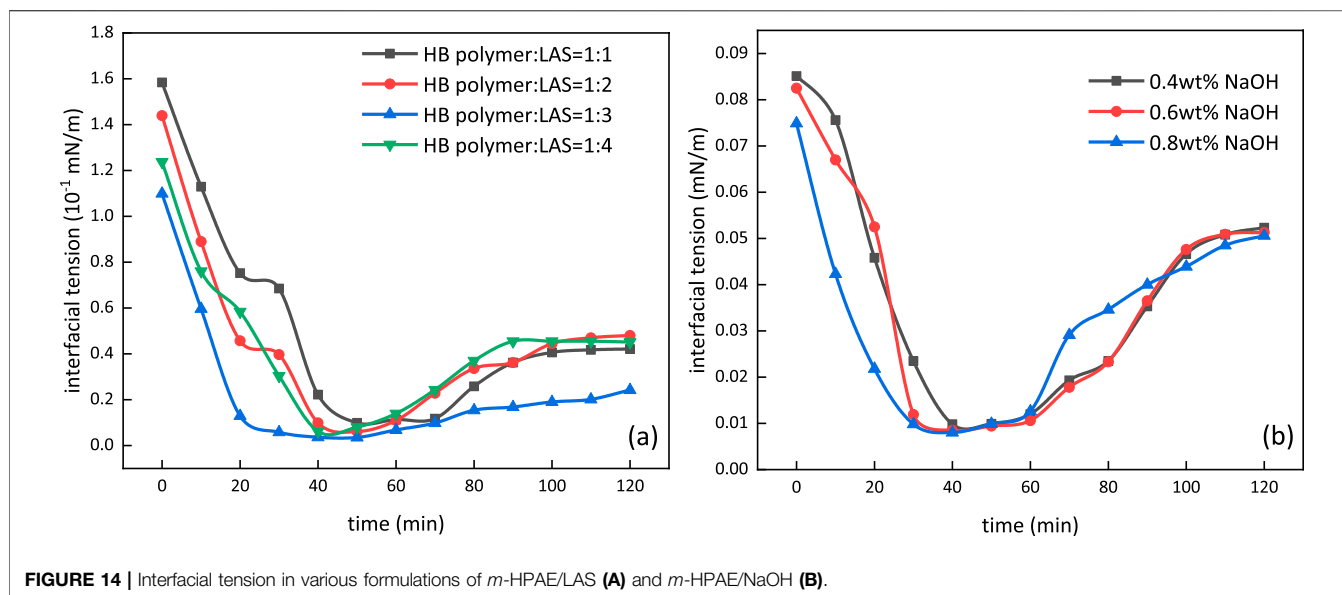 1.8
1.6
1.4
1.2
1.0
0.8
0.6
0.4
0.2
0.0
interfacial tension (10⁻¹ mN/m)
HB polymer:LAS=1:1
HB polymer:LAS=1:2
HB polymer:LAS=1:3
HB polymer:LAS=1:4
(a)
0 20 40 60 80 100 120
time (min)
0.09
0.08
0.07
0.06
0.05
0.04
0.03
0.02
0.01
0.00
interfacial tension (mN/m)
0.4wt% NaOH
0.6wt% NaOH
0.8wt% NaOH
(b)
0 20 40 60 80 100 120
time (min)
FIGURE 14 | Interfacial tension in various formulations of m-HPAE/LAS (A) and m-HPAE/NaOH (B).